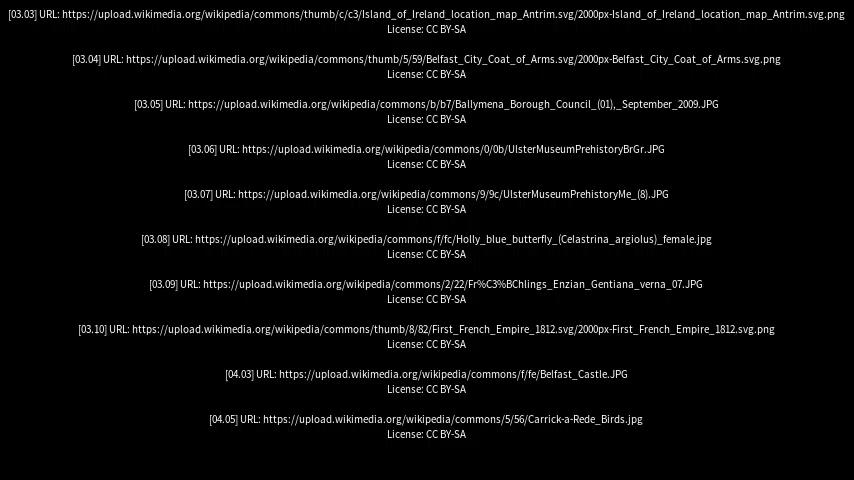 [03.03] URL: https://upload.wikimedia.org/wikipedia/commons/thumb/c/c3/Island_of_Ireland_location_map_Antrim.svg/2000px-Island_of_Ireland_location_map_Antrim.svg.png
License: CC BY-SA
[03.04] URL: https://upload.wikimedia.org/wikipedia/commons/thumb/5/59/Belfast_City_Coat_of_Arms.svg/2000px-Belfast_City_Coat_of_Arms.svg.png
License: CC BY-SA
[03.05] URL: https://upload.wikimedia.org/wikipedia/commons/b/b7/Ballymena_Borough_Council_(01),_September_2009.JPG
License: CC BY-SA
[03.06] URL: https://upload.wikimedia.org/wikipedia/commons/0/0b/UlsterMuseumPrehistoryBrGr.JPG
License: CC BY-SA
[03.07] URL: https://upload.wikimedia.org/wikipedia/commons/9/9c/UlsterMuseumPrehistoryMe_(8).JPG
License: CC BY-SA
[03.08] URL: https://upload.wikimedia.org/wikipedia/commons/f/fc/Holly_blue_butterfly_(Celastrina_argiolus)_female.jpg
License: CC BY-SA
[03.09] URL: https://upload.wikimedia.org/wikipedia/commons/2/22/Fr%C3%BChlings_Enzian_Gentiana_verna_07.JPG
License: CC BY-SA
[03.10] URL: https://upload.wikimedia.org/wikipedia/commons/thumb/8/82/First_French_Empire_1812.svg/2000px-First_French_Empire_1812.svg.png
License: CC BY-SA
[04.03] URL: https://upload.wikimedia.org/wikipedia/commons/f/fe/Belfast_Castle.JPG
License: CC BY-SA
[04.05] URL: https://upload.wikimedia.org/wikipedia/commons/5/56/Carrick-a-Rede_Birds.jpg
License: CC BY-SA